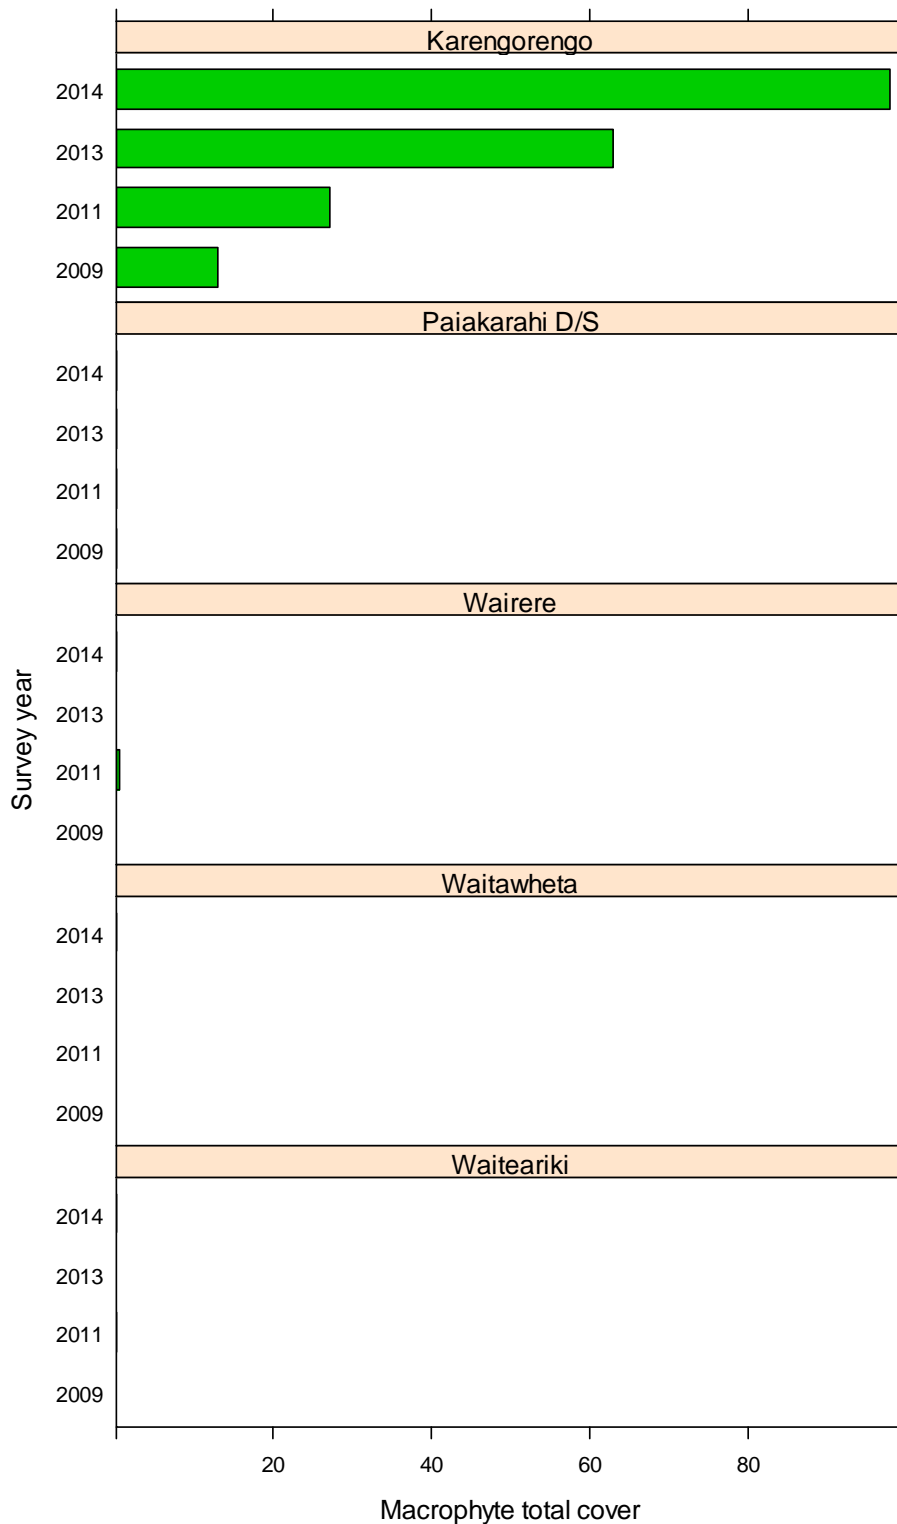 Karengorengo
2014
2013
2011
2009
Paiakarahi D/S
2014
2013
2011
2009
Wairere
2014
2013
2011
2009
Waitawheta
2014
2013
2011
2009
Waiteariki
2014
2013
2011
2009
Survey year
20 40 60 80
Macrophyte total cover